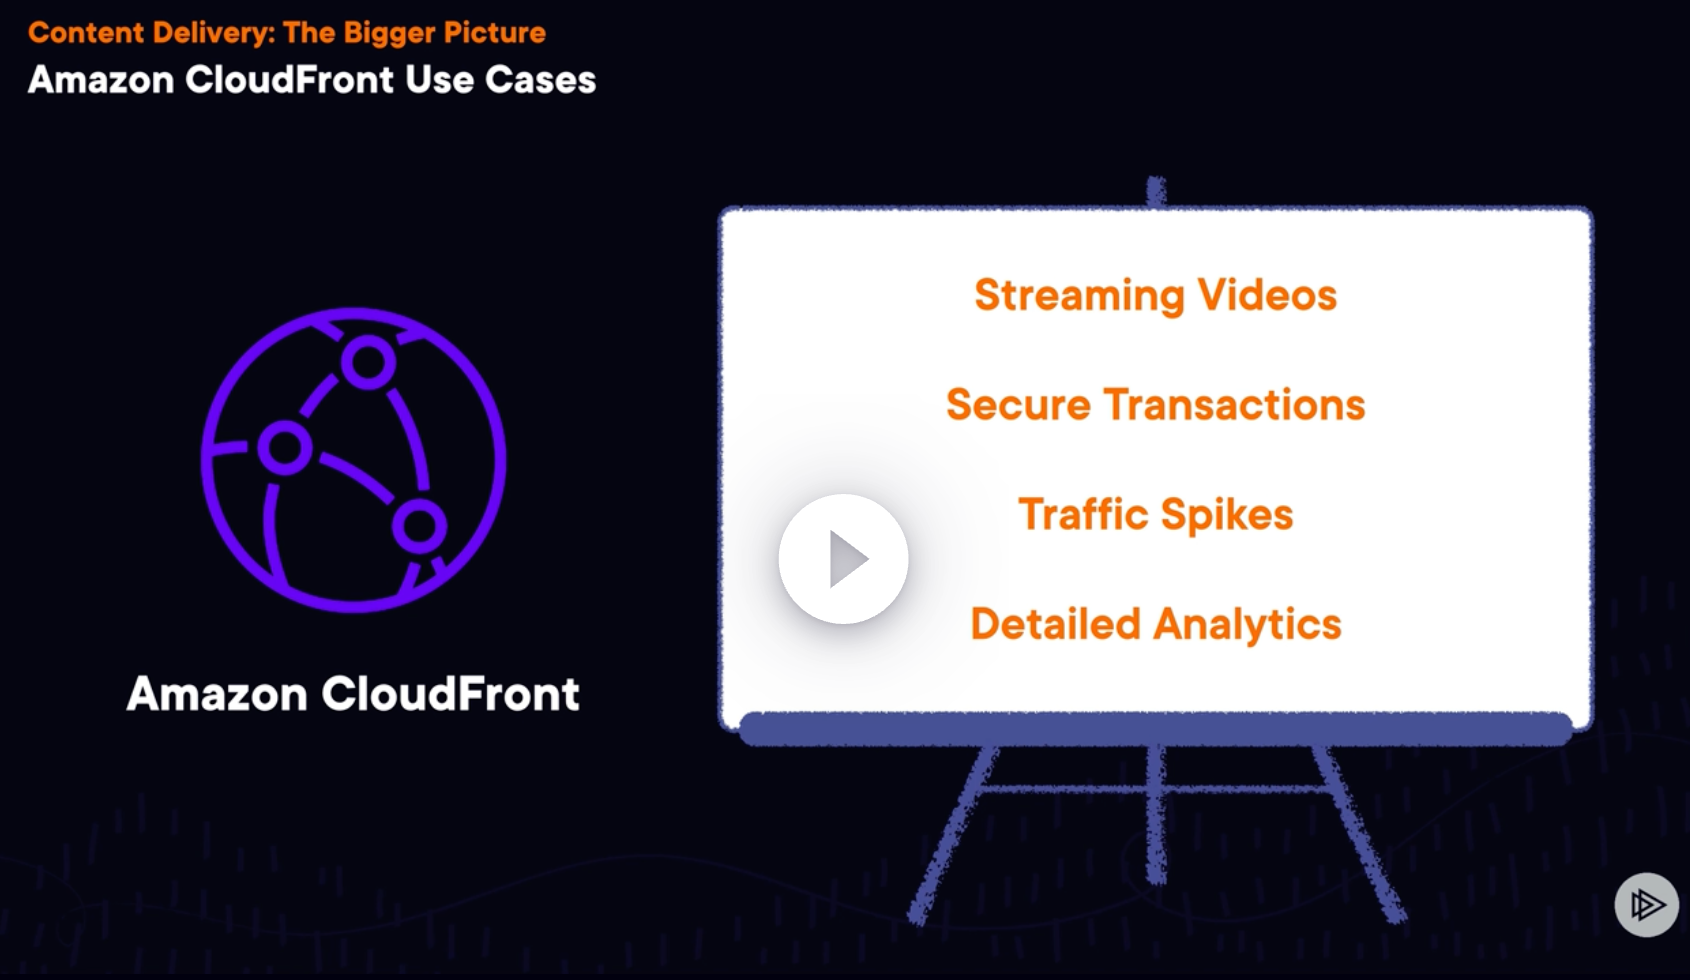 Content Delivery: The Bigger Picture
Amazon CloudFront Use Cases
Amazon CloudFront
Streaming Videos
Secure Transactions
Traffic Spikes
Detailed Analytics